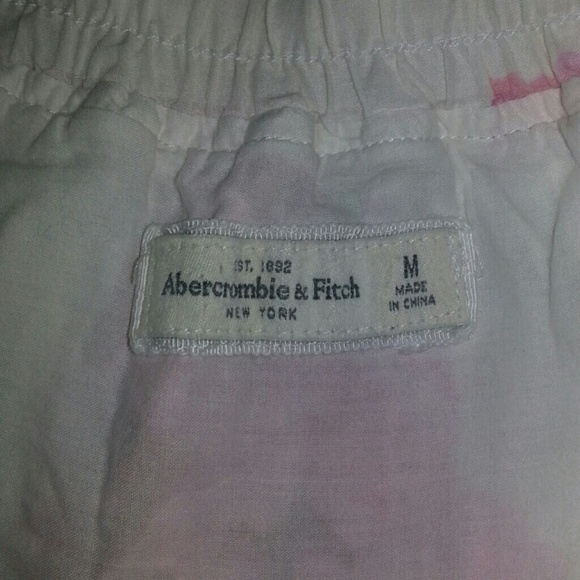 EST. 1892
Abercrombie & Fitch
NEW YORK
M
MADE
IN CHINA